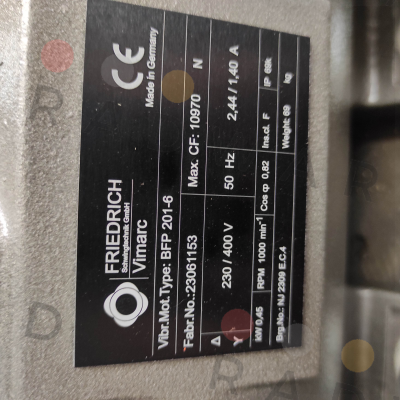 FRIEDRICH
Schwingtechnik GmbH
Vimarc
CE
Made in Germany
Vibr.Mot.Type: BFP 201-6
Fabr.No.:23061153 Max. CF: 10970 N
Δ 230 / 400 V 50 Hz 2,44 / 1,40 A
Y
kW 0,45 RPM 1000 min⁻¹ Cos φ 0,82 Ins.cl. F IP 69k
Brg.No.: NJ 2309 E.C.4 Weight: 69 kg